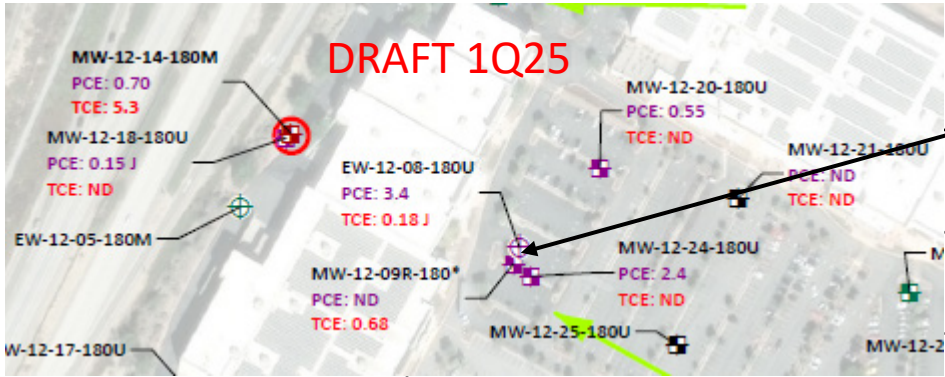 DRAFT 1Q25
MW-12-14-180M
PCE: 0.70
TCE: 5.3
MW-12-18-180U
PCE: 0.15 J
TCE: ND
EW-12-05-180M
EW-12-08-180U
PCE: 3.4
TCE: 0.18 J
MW-12-09R-180*
PCE: ND
TCE: 0.68
MW-12-20-180U
PCE: 0.55
TCE: ND
MW-12-21-180U
PCE: ND
TCE: ND
MW-12-24-180U
PCE: 2.4
TCE: ND
MW-12-25-180U
W-12-17-180U
M
MW-12-2